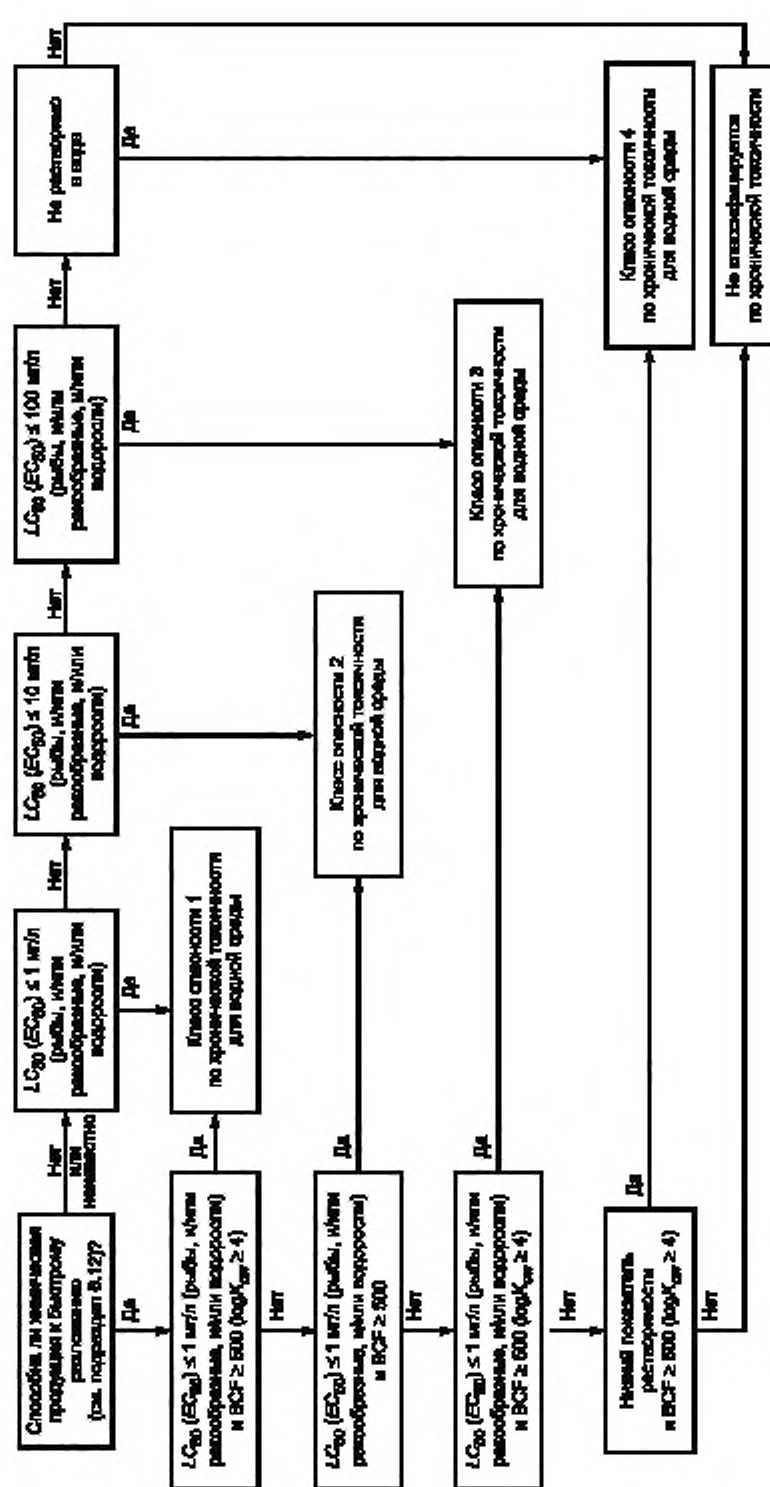 Способна ли химическая
продукция к быстрому
разложению
(см. подраздел 8.12)?
Нет
или
неизвестно
LC50 (EC50) ≤ 1 мг/л
(рыбы, и/или
ракообразные, и/или
водоросли)
Нет
LC50 (EC50) ≤ 10 мг/л
(рыбы, и/или
ракообразные, и/или
водоросли)
Нет
LC50 (EC50) ≤ 100 мг/л
(рыбы, и/или
ракообразные, и/или
водоросли)
Нет
Не растворимо
в воде
Нет
Да
Да
Да
Да
Да
LC50 (EC50) ≤ 1 мг/л (рыбы, и/или
ракообразные, и/или водоросли)
и BCF ≥ 500 (logKow ≥ 4)
Да
Класс опасности 1
по хронической токсичности
для водной среды
Нет
LC50 (EC50) ≤ 1 мг/л (рыбы, и/или
ракообразные, и/или водоросли)
и BCF ≥ 500
Да
Класс опасности 2
по хронической токсичности
для водной среды
Нет
LC50 (EC50) ≤ 1 мг/л (рыбы, и/или
ракообразные, и/или водоросли)
и BCF ≥ 500 (logKow ≥ 4)
Да
Класс опасности 3
по хронической токсичности
для водной среды
Нет
Низкий показатель
растворимости
и BCF ≥ 500 (logKow ≥ 4)
Да
Класс опасности 4
по хронической токсичности
для водной среды
Нет
Не классифицируется
по хронической токсичности